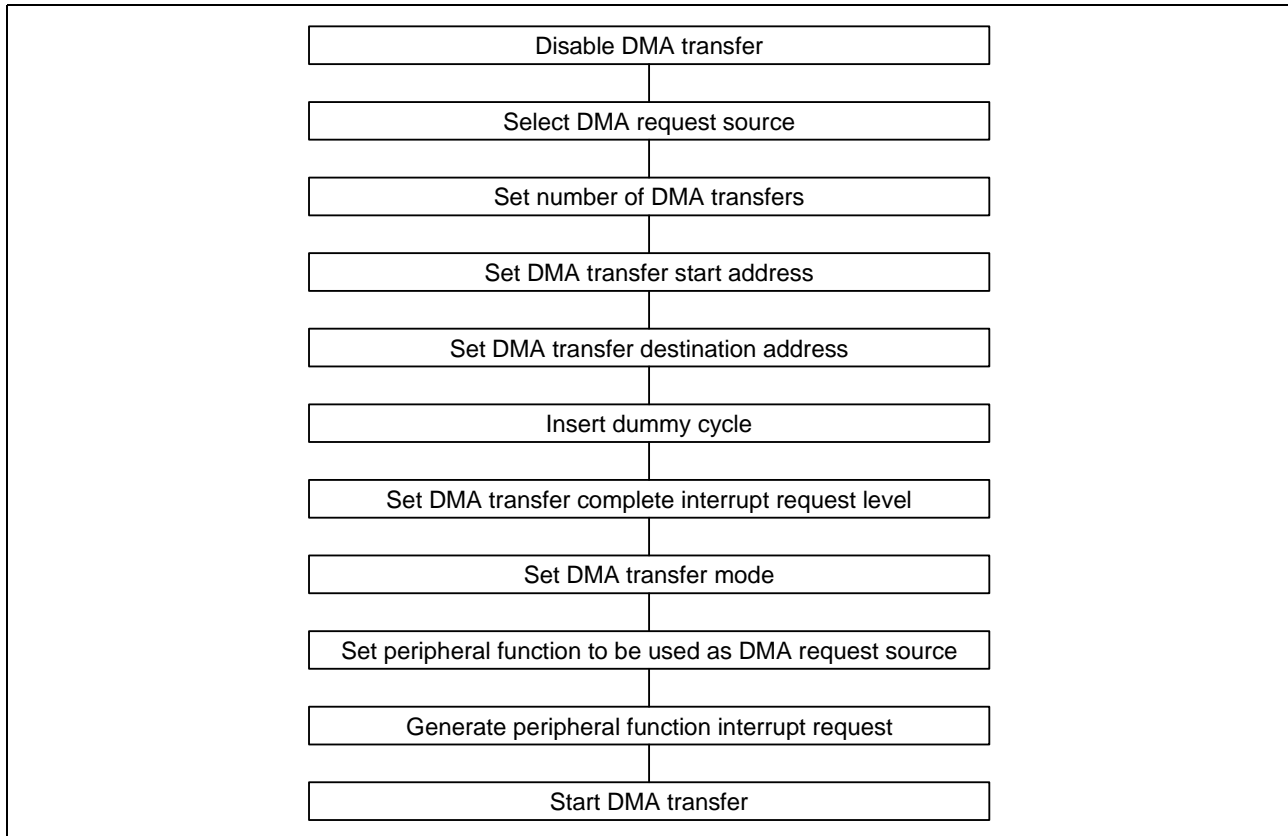 Disable DMA transfer
Select DMA request source
Set number of DMA transfers
Set DMA transfer start address
Set DMA transfer destination address
Insert dummy cycle
Set DMA transfer complete interrupt request level
Set DMA transfer mode
Set peripheral function to be used as DMA request source
Generate peripheral function interrupt request
Start DMA transfer